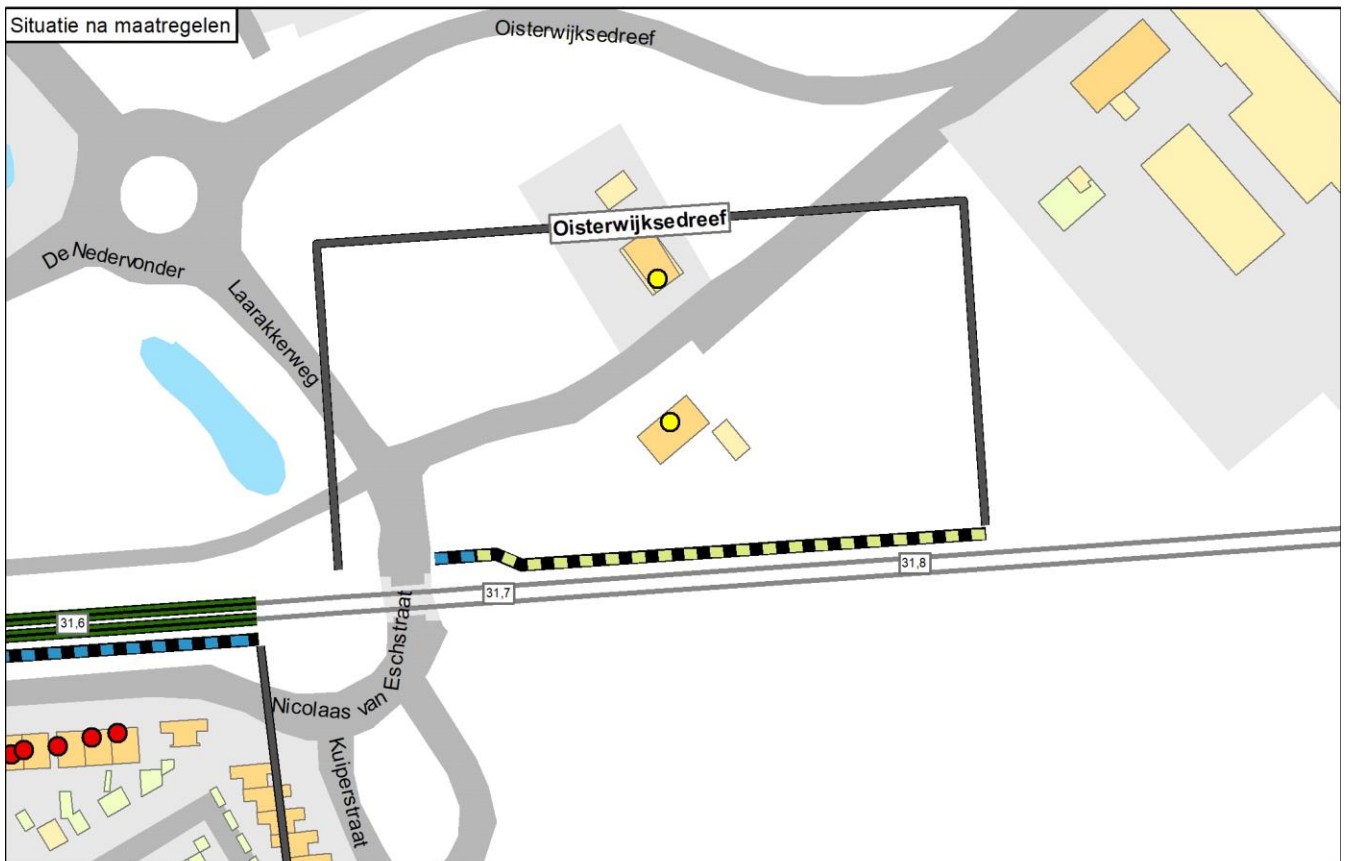 Situatie na maatregelen
Oisterwijksedreef
Oisterwijksedreef
De Nedervonder
Laarakkerweg
31,8
31,7
31,6
Nicolaas van Eschstraat
Kuiperstraat